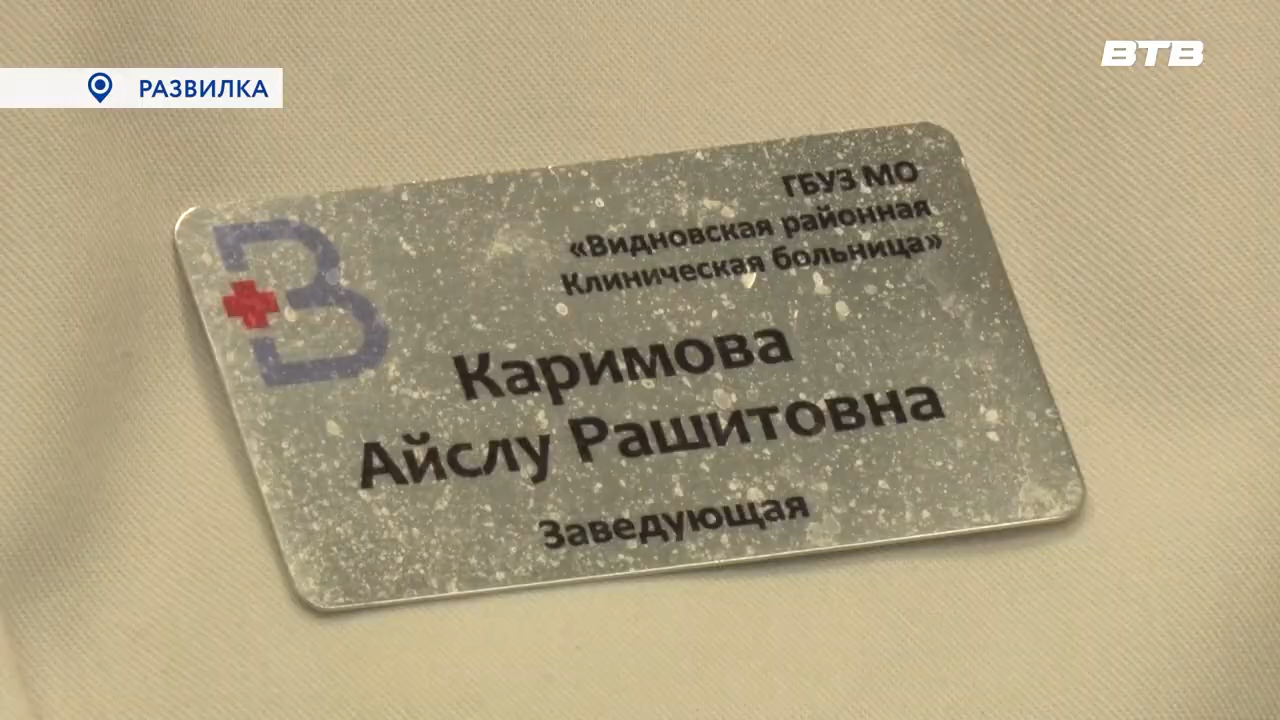 РАЗВИЛКА
ВТВ
ГБУЗ МО
«Видновская районная
Клиническая больница»
В
Каримова
Айслу Рашитовна
Заведующая